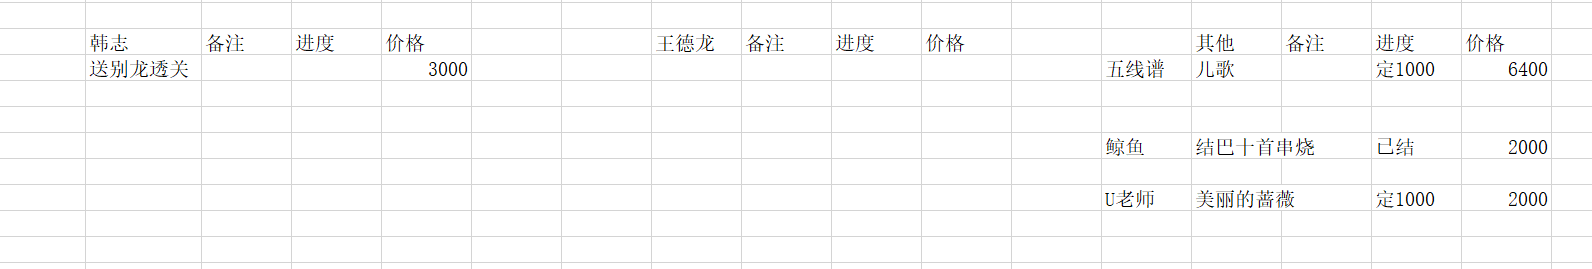 韩志 备注 进度 价格 王德龙 备注 进度 价格 其他 备注 进度 价格
送别龙透关 3000 五线谱 儿歌 定1000 6400
鲸鱼 结巴十首串烧 已结 2000
U老师 美丽的蔷薇 定1000 2000